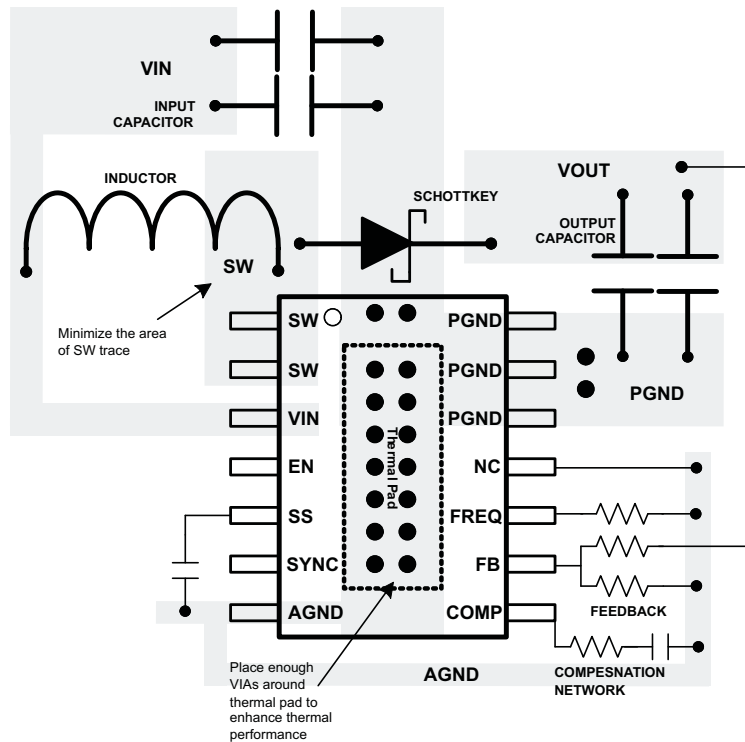 VIN
INPUT
CAPACITOR
INDUCTOR
SW
Minimize the area
of SW trace
SCHOTTKEY
VOUT
OUTPUT
CAPACITOR
PGND
SW
SW
VIN
EN
SS
SYNC
AGND
PGND
PGND
PGND
NC
FREQ
FB
COMP
Thermal Pad
FEEDBACK
COMPESNATION
NETWORK
AGND
Place enough
VIAs around
thermal pad to
enhance thermal
performance